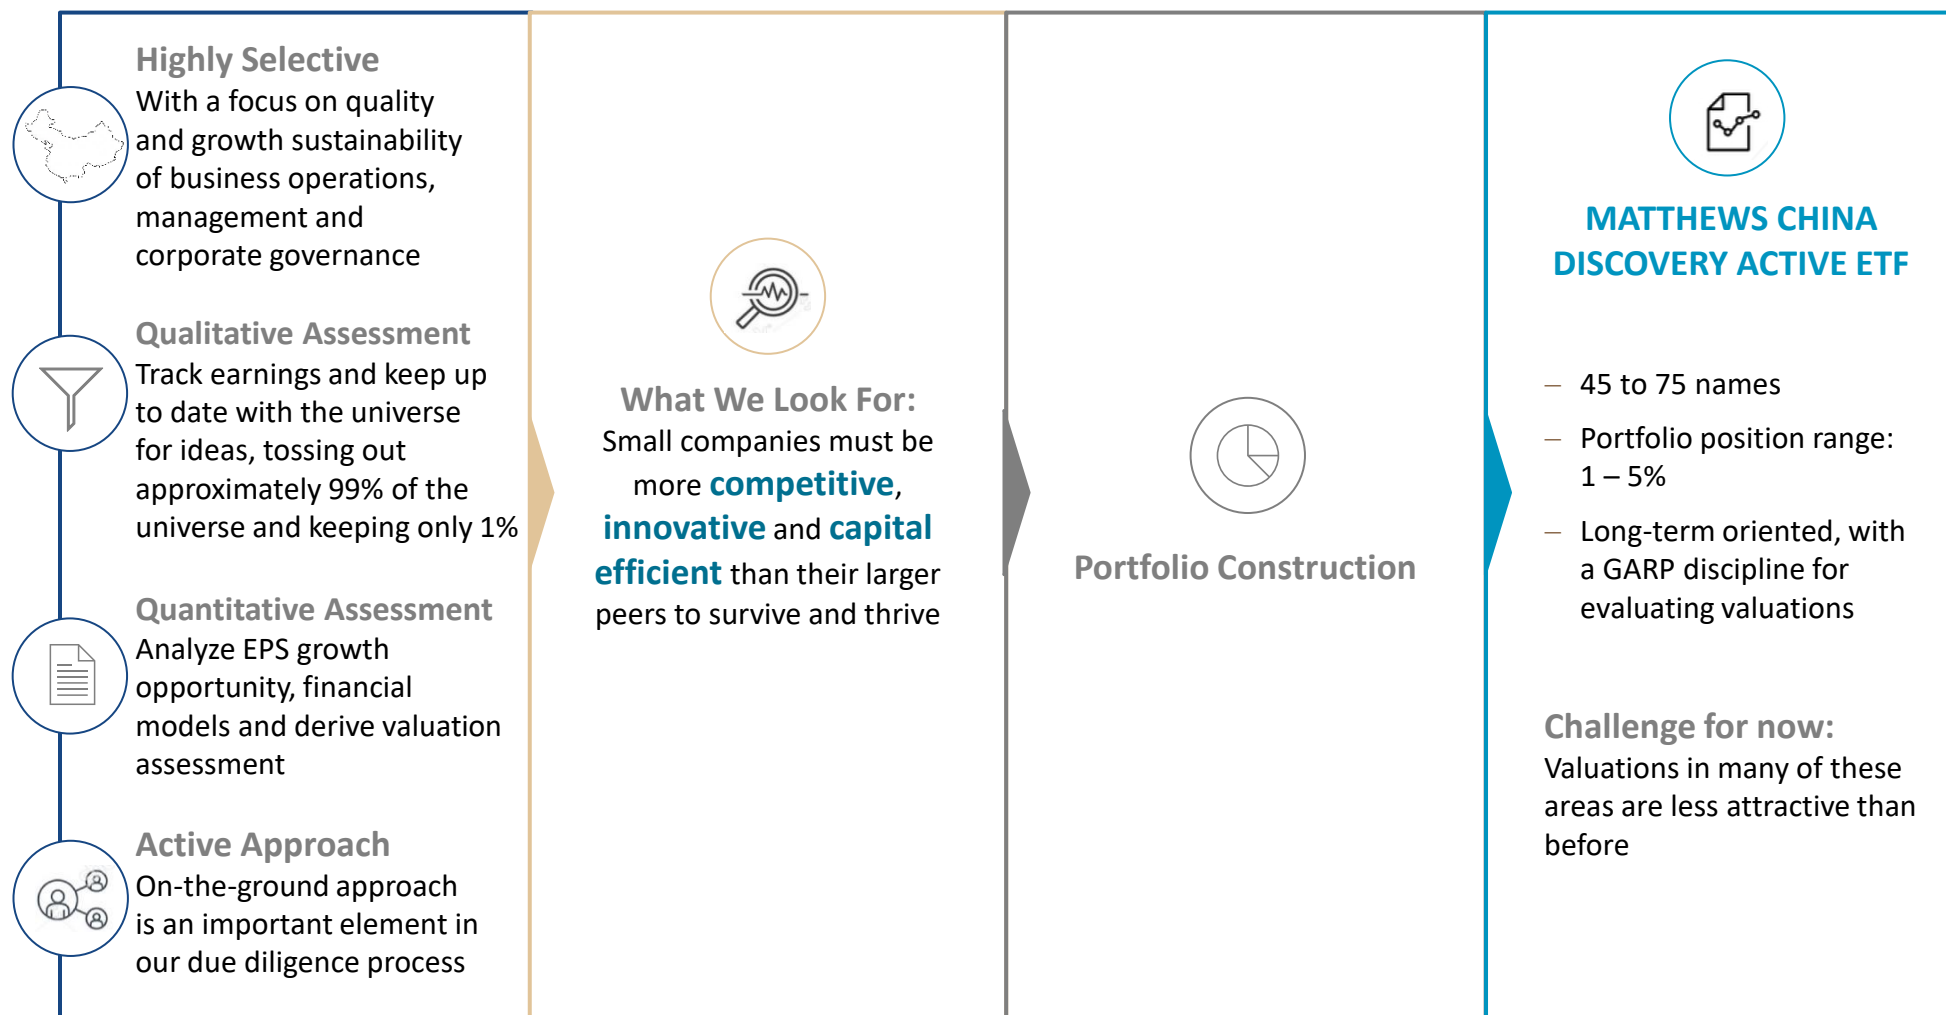 Highly Selective
With a focus on quality
and growth sustainability
of business operations,
management and
corporate governance
Qualitative Assessment
Track earnings and keep up
to date with the universe
for ideas, tossing out
approximately 99% of the
universe and keeping only 1%
Quantitative Assessment
Analyze EPS growth
opportunity, financial
models and derive valuation
assessment
Active Approach
On-the-ground approach
is an important element in
our due diligence process
What We Look For:
Small companies must be
more competitive,
innovative and capital
efficient than their larger
peers to survive and thrive
Portfolio Construction
MATTHEWS CHINA
DISCOVERY ACTIVE ETF
– 45 to 75 names
– Portfolio position range:
1 – 5%
– Long-term oriented, with
a GARP discipline for
evaluating valuations
Challenge for now:
Valuations in many of these
areas are less attractive than
before